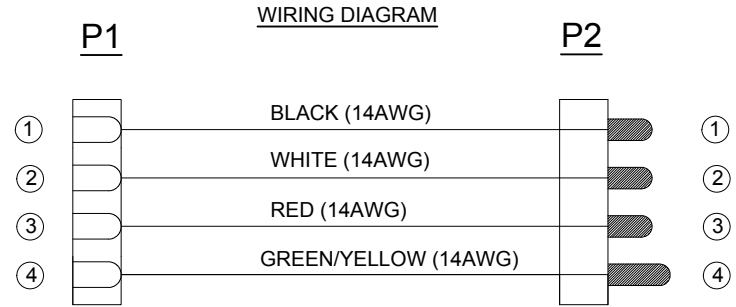 WIRING DIAGRAM
P1 P2
1 BLACK (14AWG) 1
2 WHITE (14AWG) 2
3 RED (14AWG) 3
4 GREEN/YELLOW (14AWG) 4